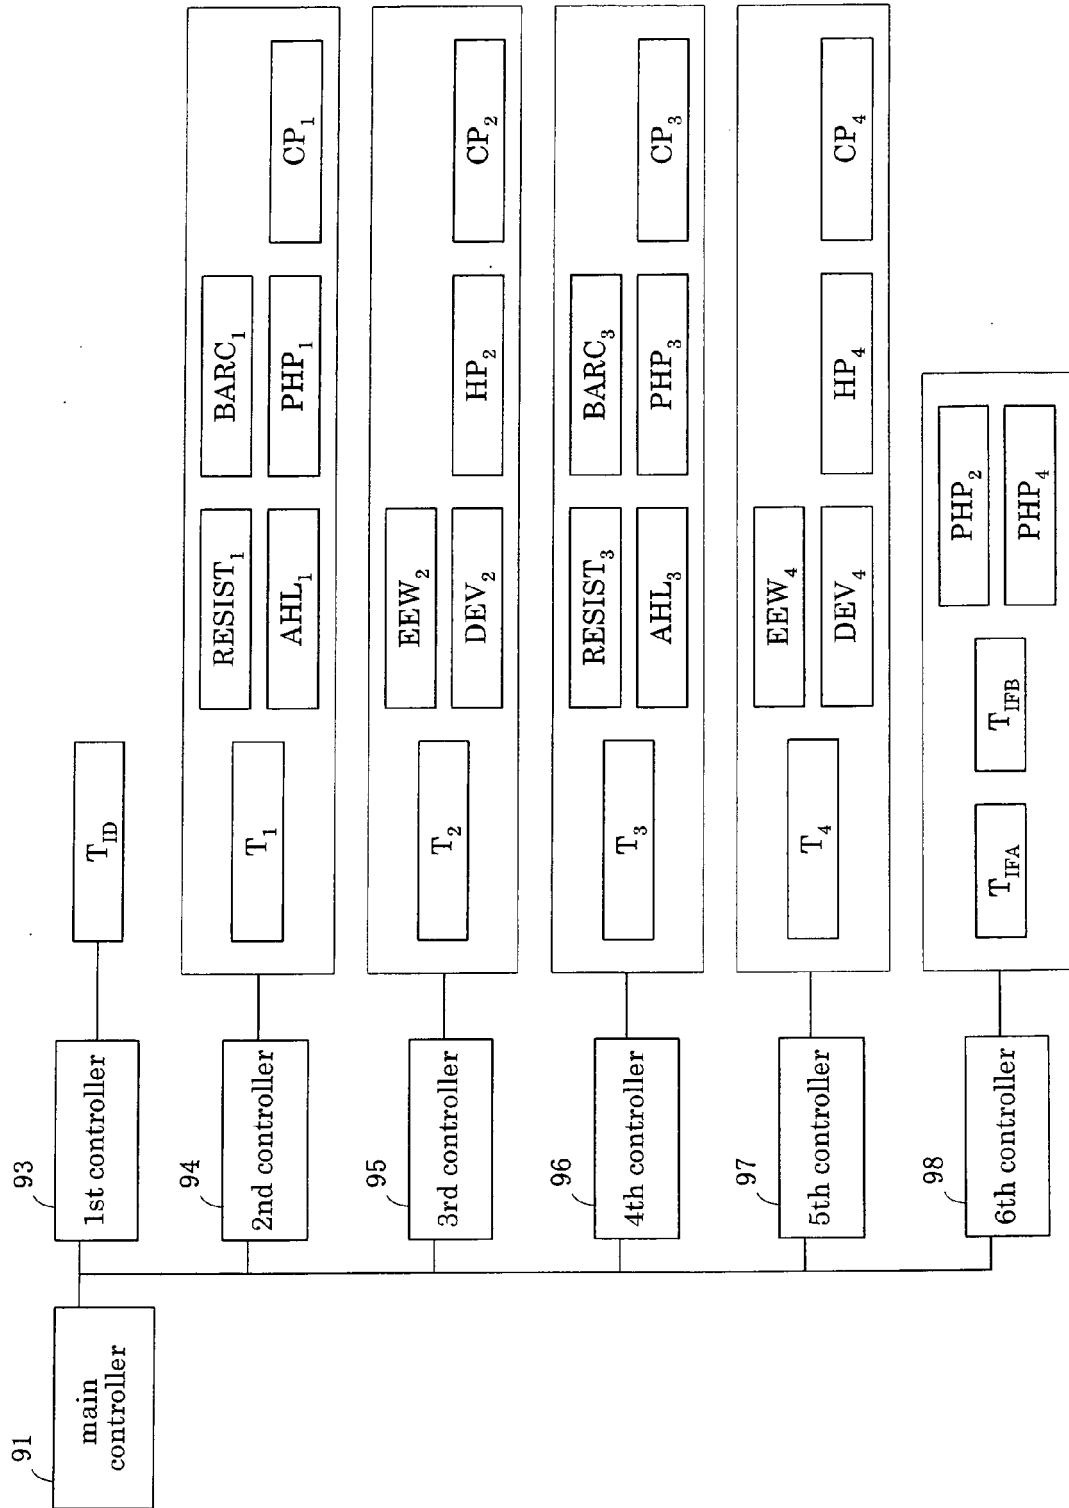 91
main
controller
93
1st controller
T_ID
94
2nd controller
T_1
RESIST_1
BARC_1
AHL_1
PHP_1
CP_1
95
3rd controller
T_2
EEW_2
DEV_2
HP_2
CP_2
96
4th controller
T_3
RESIST_3
BARC_3
AHL_3
PHP_3
CP_3
97
5th controller
T_4
EEW_4
DEV_4
HP_4
CP_4
98
6th controller
T_IFA
T_IFB
PHP_2
PHP_4